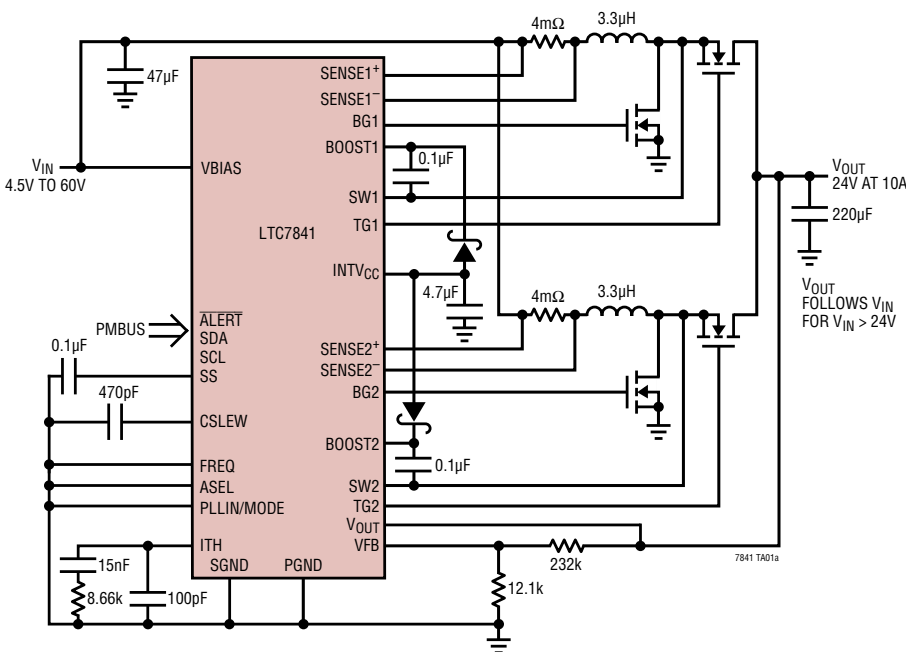 4mΩ
3.3µH
47µF
SENSE1+
SENSE1–
BG1
BOOST1
0.1µF
VIN
4.5V TO 60V
VBIAS
SW1
TG1
LTC7841
VOUT
24V AT 10A
220µF
INTVCC
4.7µF
4mΩ
3.3µH
VOUT
FOLLOWS VIN
FOR VIN > 24V
PMBUS
ALERT
SDA
SCL
SS
0.1µF
SENSE2+
SENSE2–
470pF
BG2
CSLEW
BOOST2
0.1µF
FREQ
ASEL
PLLIN/MODE
SW2
TG2
VOUT
VFB
ITH
232k
7841 TA01a
15nF
SGND
PGND
8.66k
100pF
12.1k